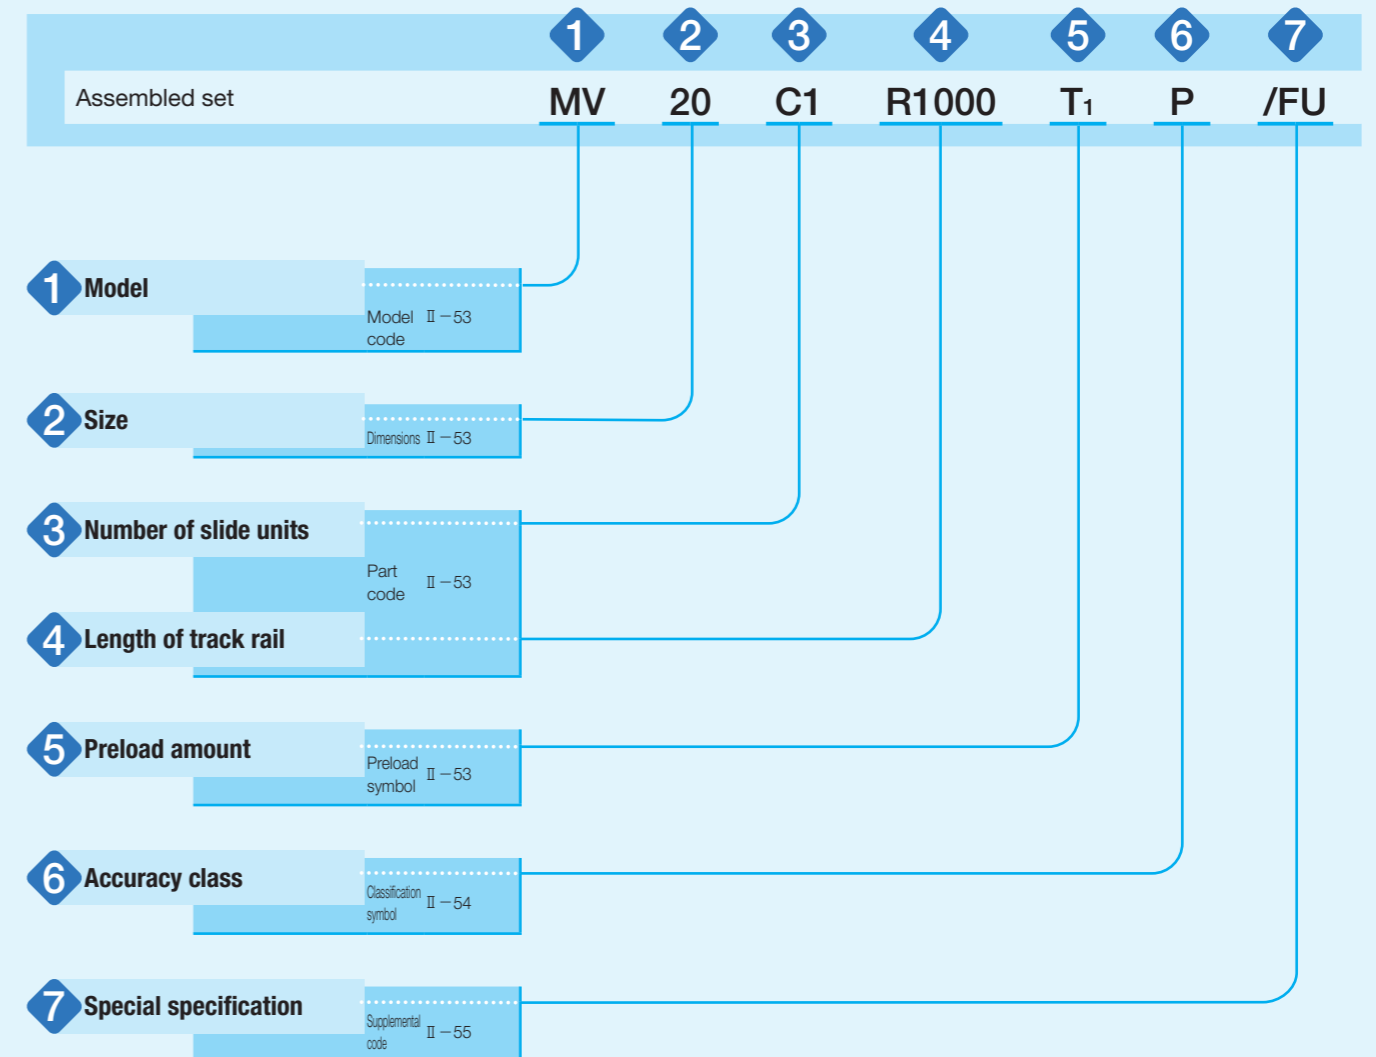 1 2 3 4 5 6 7
Assembled set MV 20 C1 R1000 T1 P /FU
1 Model
Model code Ⅱ-53
2 Size
Dimensions Ⅱ-53
3 Number of slide units
Part code Ⅱ-53
4 Length of track rail
5 Preload amount
Preload symbol Ⅱ-53
6 Accuracy class
Classification symbol Ⅱ-54
7 Special specification
Supplemental code Ⅱ-55